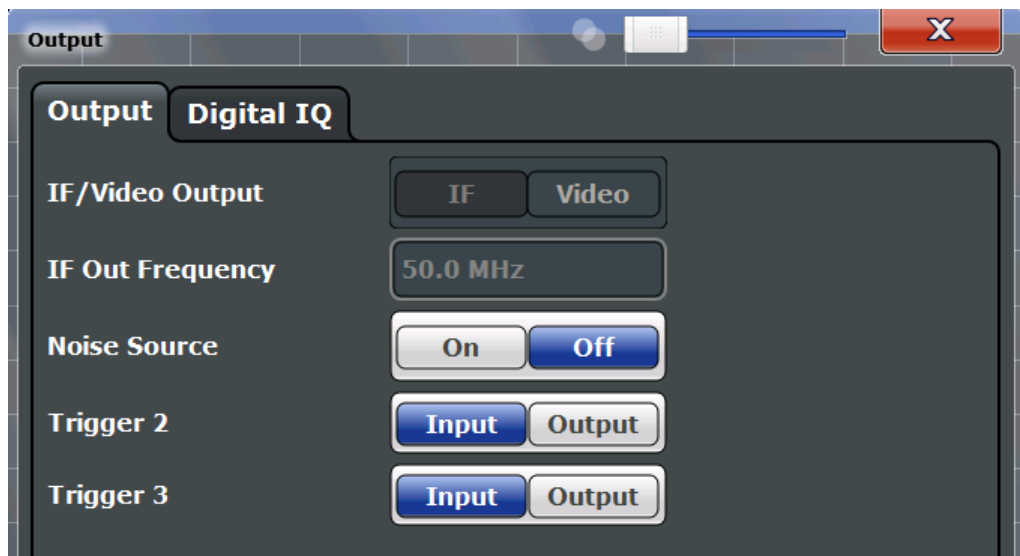 Output
X
Output Digital IQ
IF/Video Output IF Video
IF Out Frequency 50.0 MHz
Noise Source On Off
Trigger 2 Input Output
Trigger 3 Input Output